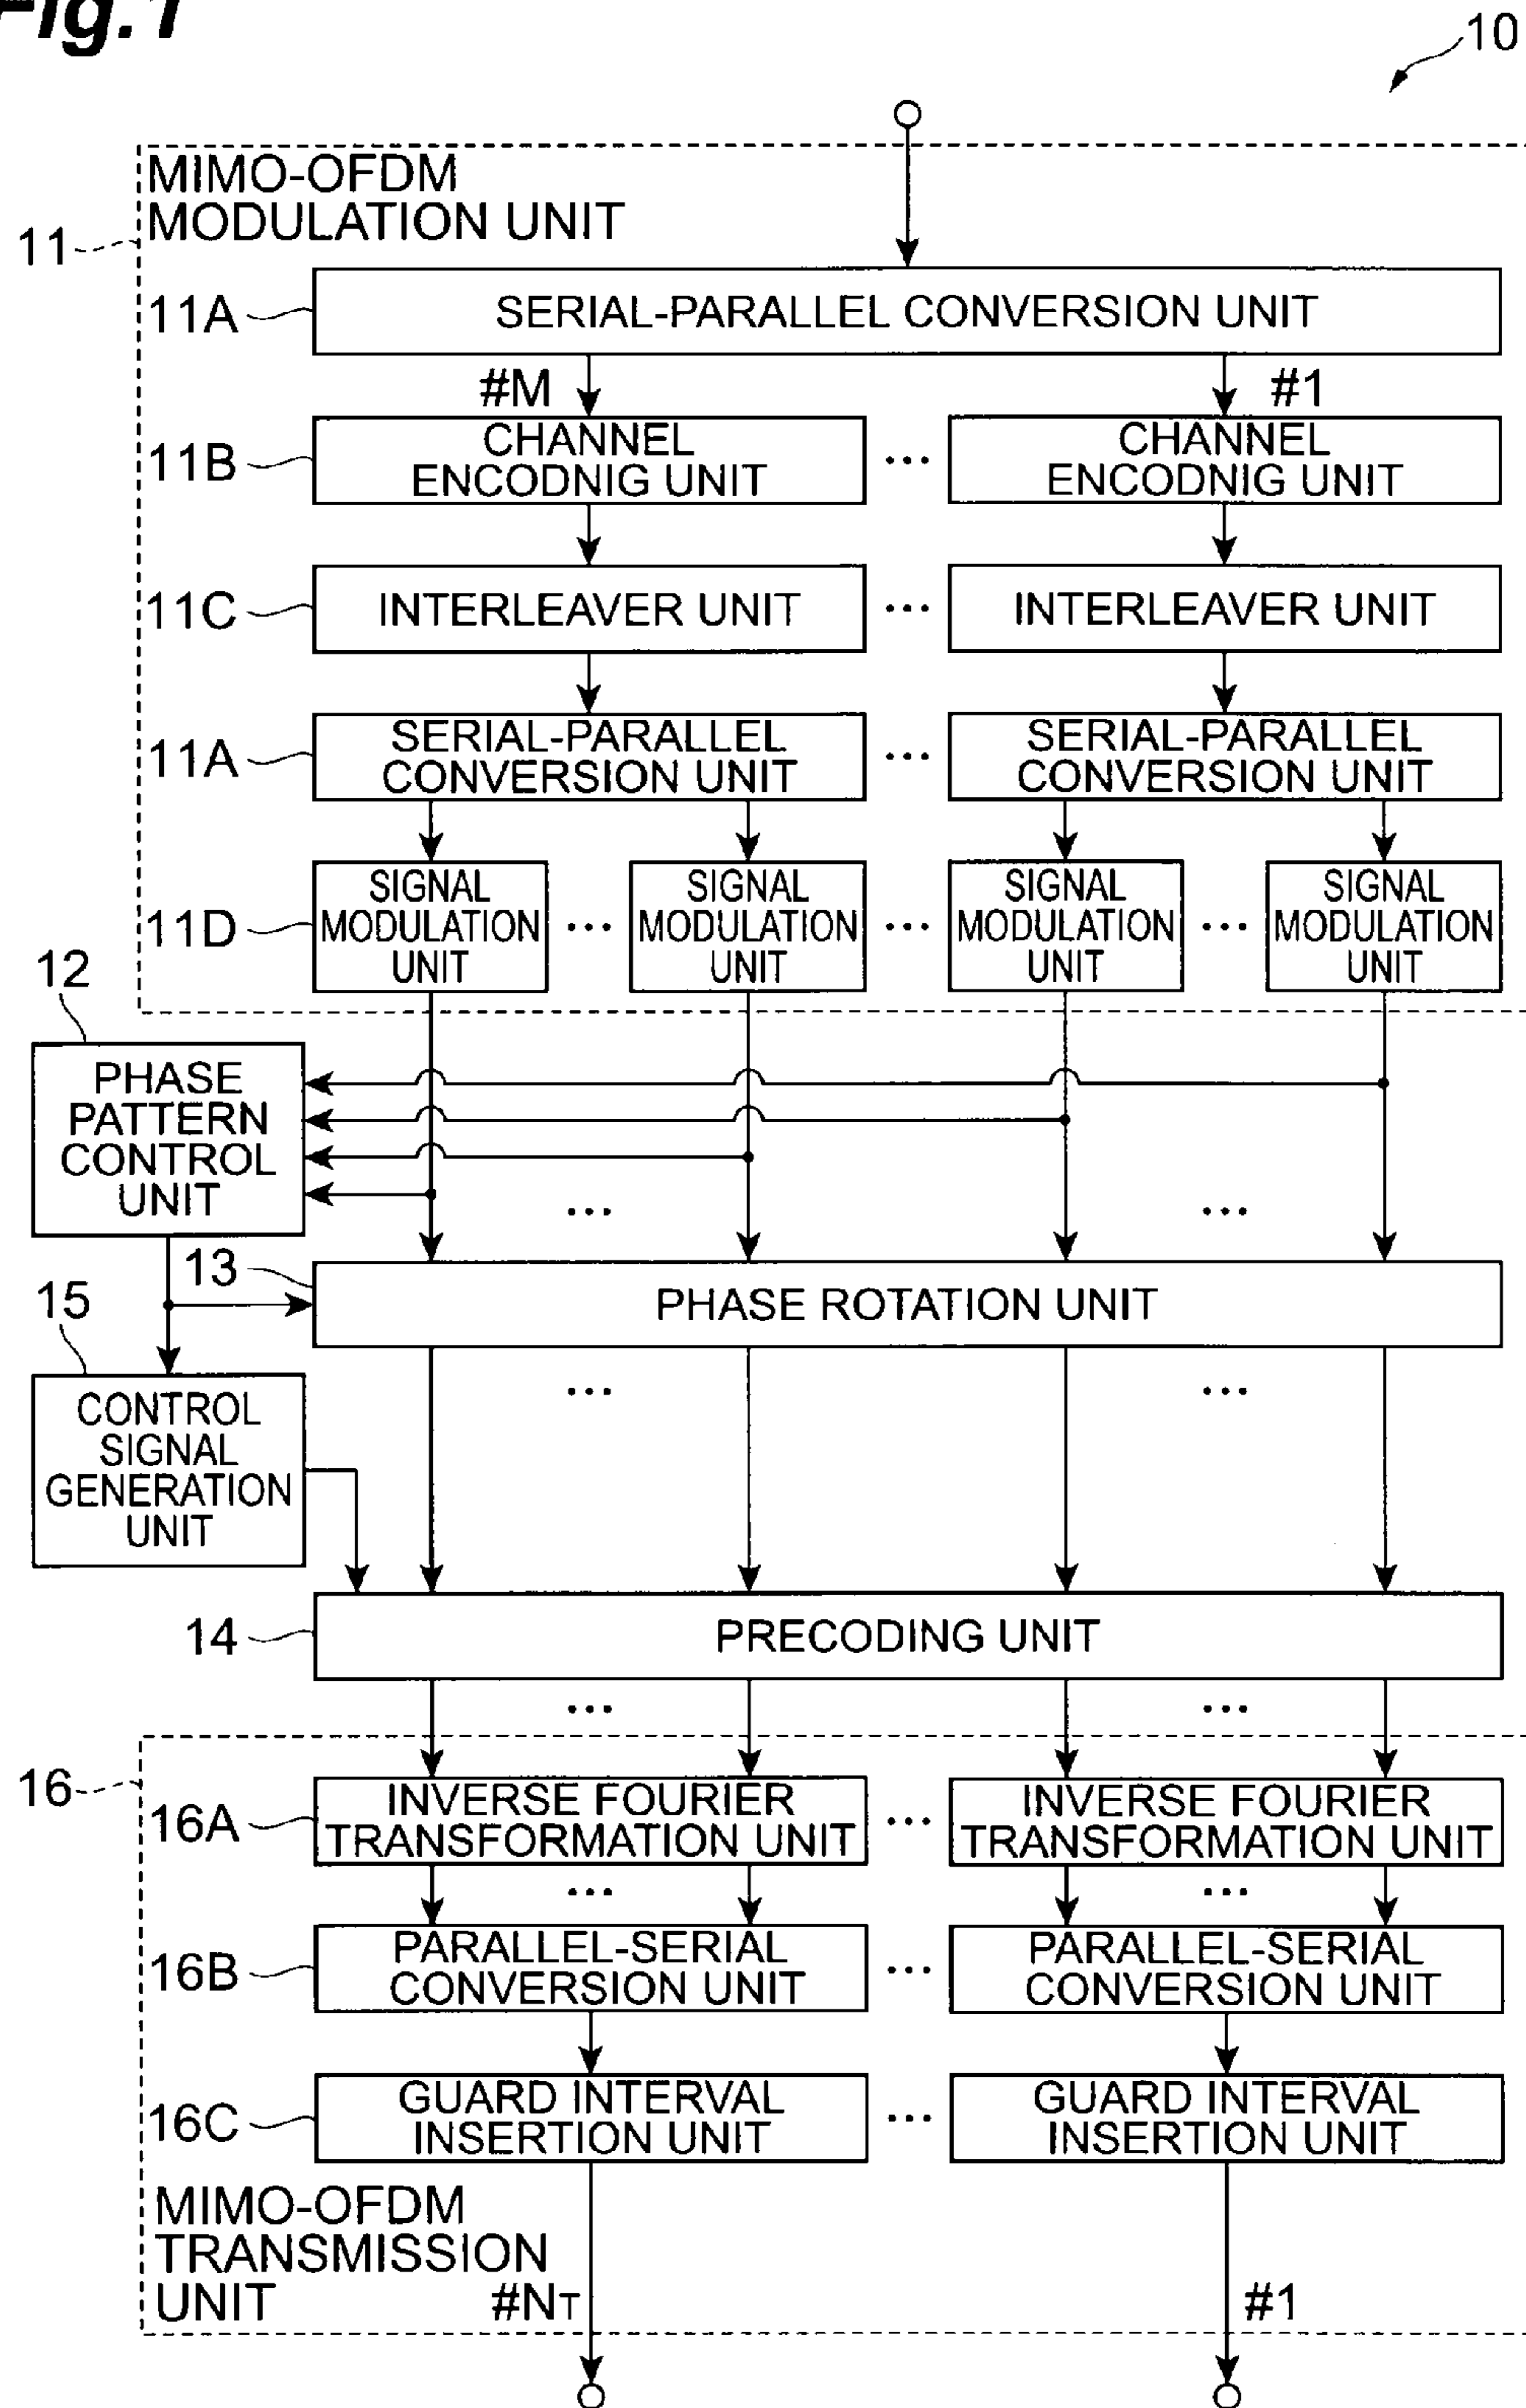 Fig.1
10
MIMO-OFDM
MODULATION UNIT
11
11A
SERIAL-PARALLEL CONVERSION UNIT
#M
#1
11B
CHANNEL
ENCODNIG UNIT
...
CHANNEL
ENCODNIG UNIT
11C
INTERLEAVER UNIT
...
INTERLEAVER UNIT
11A
SERIAL-PARALLEL
CONVERSION UNIT
...
SERIAL-PARALLEL
CONVERSION UNIT
11D
SIGNAL
MODULATION
UNIT
...
SIGNAL
MODULATION
UNIT
...
SIGNAL
MODULATION
UNIT
...
SIGNAL
MODULATION
UNIT
12
PHASE
PATTERN
CONTROL
UNIT
...
...
13
PHASE ROTATION UNIT
15
CONTROL
SIGNAL
GENERATION
UNIT
...
...
14
PRECODING UNIT
...
...
16
16A
INVERSE FOURIER
TRANSFORMATION UNIT
...
INVERSE FOURIER
TRANSFORMATION UNIT
...
...
16B
PARALLEL-SERIAL
CONVERSION UNIT
...
PARALLEL-SERIAL
CONVERSION UNIT
16C
GUARD INTERVAL
INSERTION UNIT
...
GUARD INTERVAL
INSERTION UNIT
MIMO-OFDM
TRANSMISSION
UNIT
#NT
#1